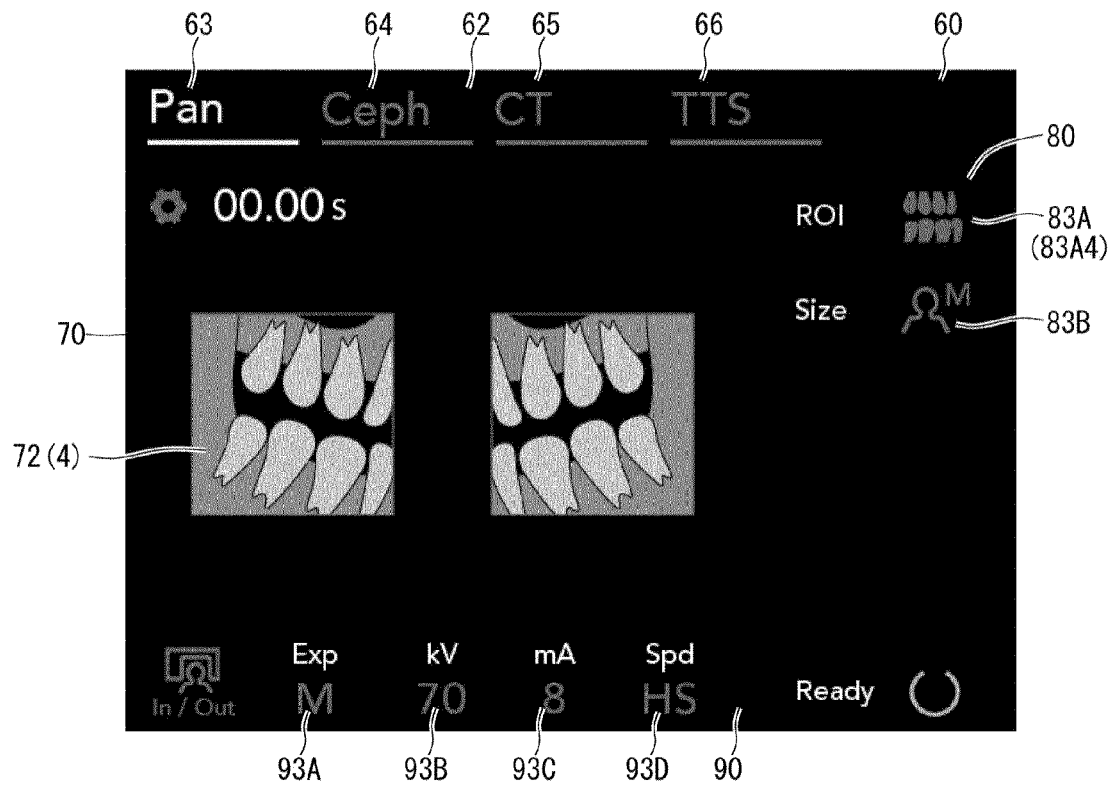 63 64 62 65 66 60
Pan Ceph CT TTS
80
00.00 s
ROI
83A
(83A4)
Size M
83B
70
72(4)
Exp kV mA Spd
In / Out M 70 8 HS Ready
93A 93B 93C 93D 90